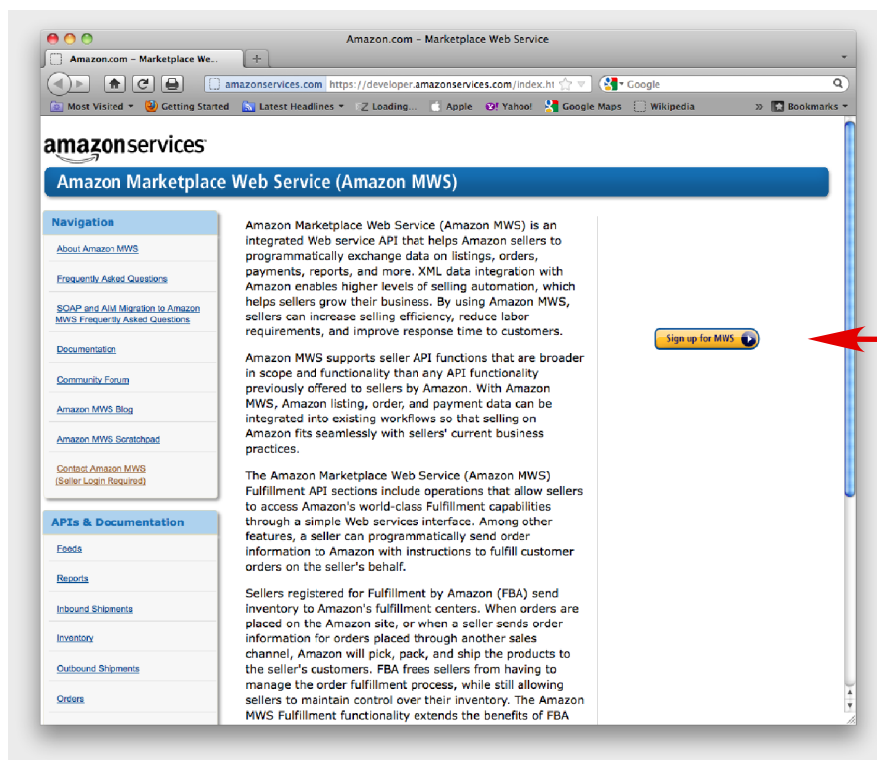 Amazon.com – Marketplace Web Service
Amazon.com – Marketplace We...
+
amazonservices.com https://developer.amazonservices.com/index.ht
Google
Most Visited
Getting Started
Latest Headlines
Loading...
Apple
Yahoo!
Google Maps
Wikipedia
»
Bookmarks
amazonservices
Amazon Marketplace Web Service (Amazon MWS)
Navigation
About Amazon MWS
Frequently Asked Questions
SOAP and AIM Migration to Amazon
MWS Frequently Asked Questions
Documentation
Community Forum
Amazon MWS Blog
Amazon MWS Scratchpad
Contact Amazon MWS
(Seller Login Required)
APIs & Documentation
Feeds
Reports
Inbound Shipments
Inventory
Outbound Shipments
Orders
Amazon Marketplace Web Service (Amazon MWS) is an
integrated Web service API that helps Amazon sellers to
programmatically exchange data on listings, orders,
payments, reports, and more. XML data integration with
Amazon enables higher levels of selling automation, which
helps sellers grow their business. By using Amazon MWS,
sellers can increase selling efficiency, reduce labor
requirements, and improve response time to customers.
Amazon MWS supports seller API functions that are broader
in scope and functionality than any API functionality
previously offered to sellers by Amazon. With Amazon
MWS, Amazon listing, order, and payment data can be
integrated into existing workflows so that selling on
Amazon fits seamlessly with sellers' current business
practices.
The Amazon Marketplace Web Service (Amazon MWS)
Fulfillment API sections include operations that allow sellers
to access Amazon's world-class Fulfillment capabilities
through a simple Web services interface. Among other
features, a seller can programmatically send order
information to Amazon with instructions to fulfill customer
orders on the seller's behalf.
Sellers registered for Fulfillment by Amazon (FBA) send
inventory to Amazon's fulfillment centers. When orders are
placed on the Amazon site, or when a seller sends order
information for orders placed through another sales
channel, Amazon will pick, pack, and ship the products to
the seller's customers. FBA frees sellers from having to
manage the order fulfillment process, while still allowing
sellers to maintain control over their inventory. The Amazon
MWS Fulfillment functionality extends the benefits of FBA
Sign up for MWS